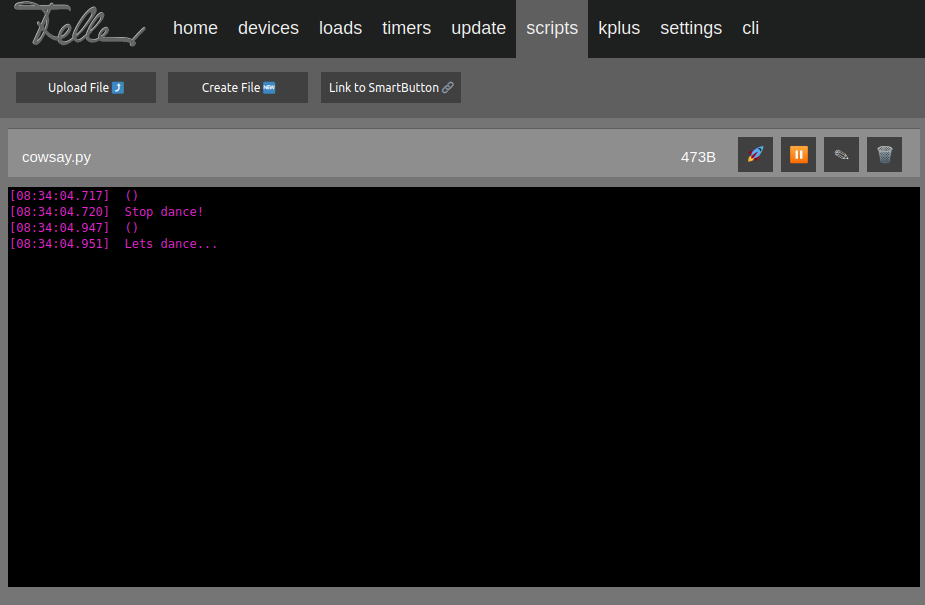 Feller
home devices loads timers update scripts kplus settings cli
Upload File Create File NEW Link to SmartButton
cowsay.py 473B
[08:34:04.717] ()
[08:34:04.720] Stop dance!
[08:34:04.947] ()
[08:34:04.951] Lets dance...